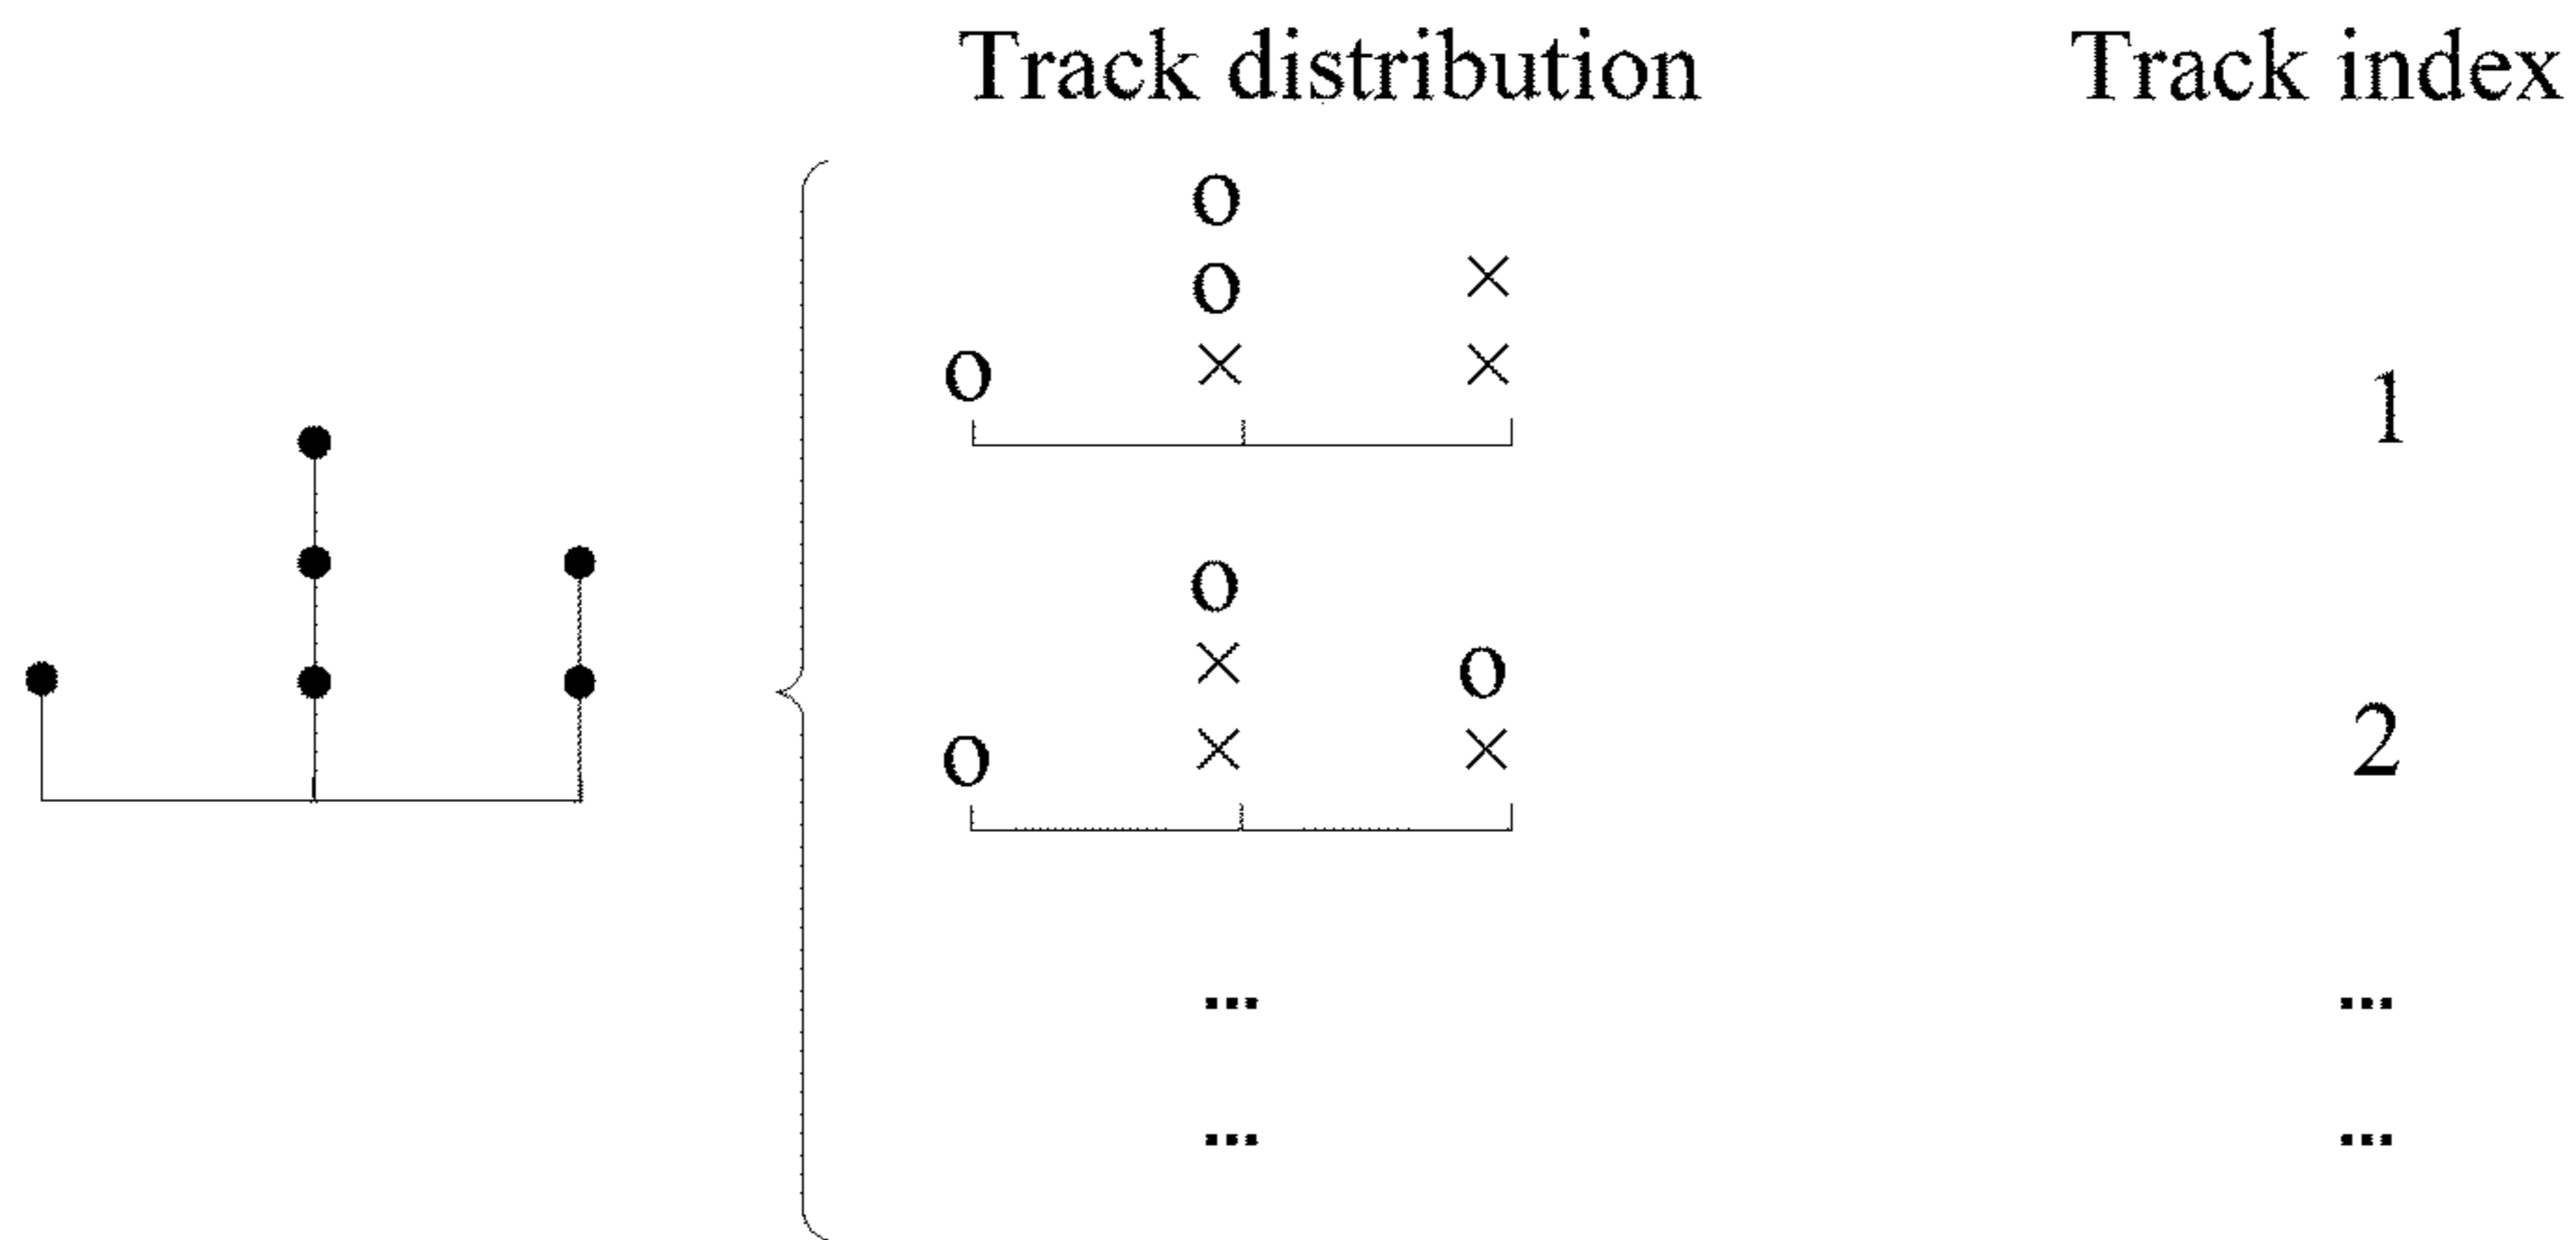 Track distribution Track index
o
o ×
o × × 1
o
× o
o × × 2
... ...
... ...